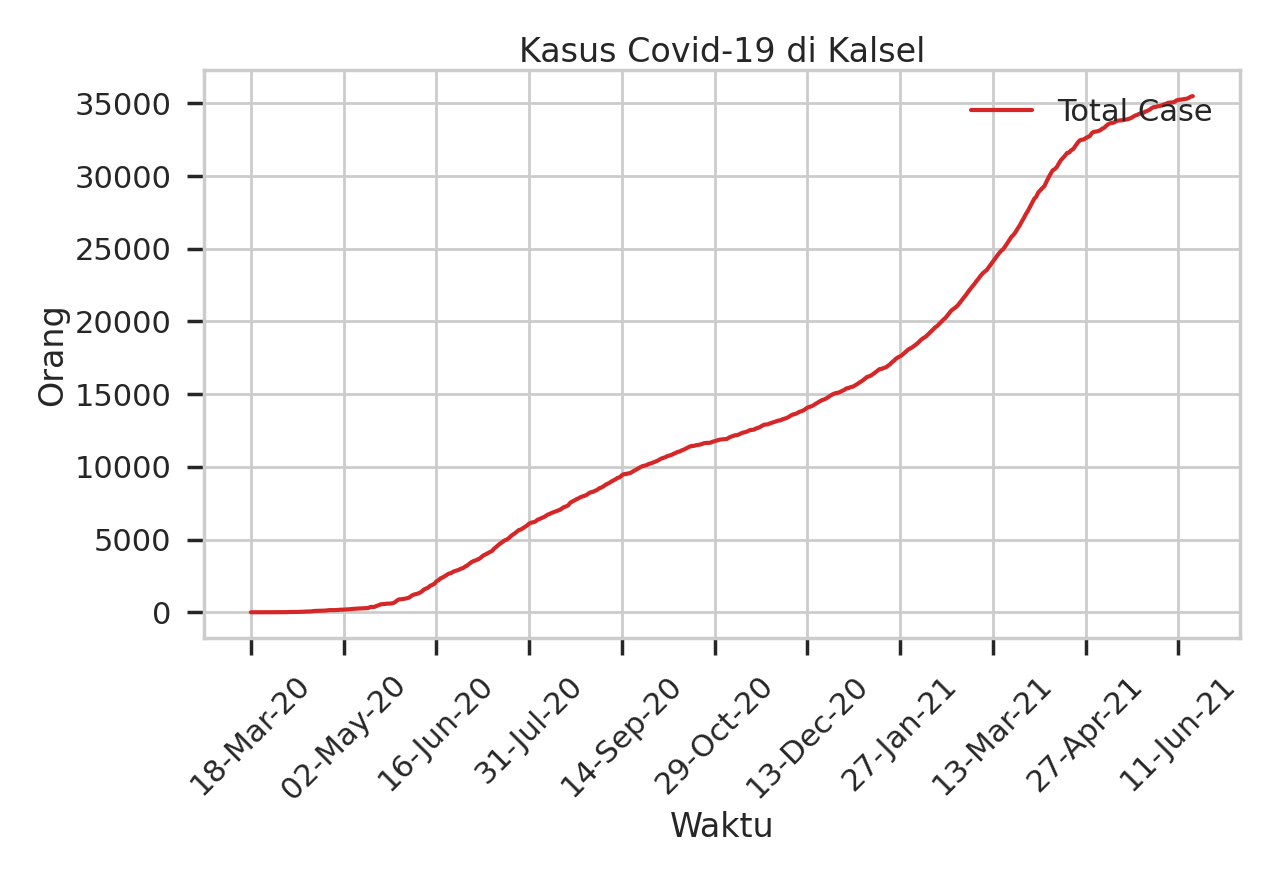 Kasus Covid-19 di Kalsel
Total Case
Orang
35000
30000
25000
20000
15000
10000
5000
0
18-Mar-20
02-May-20
16-Jun-20
31-Jul-20
14-Sep-20
29-Oct-20
13-Dec-20
27-Jan-21
13-Mar-21
27-Apr-21
11-Jun-21
Waktu